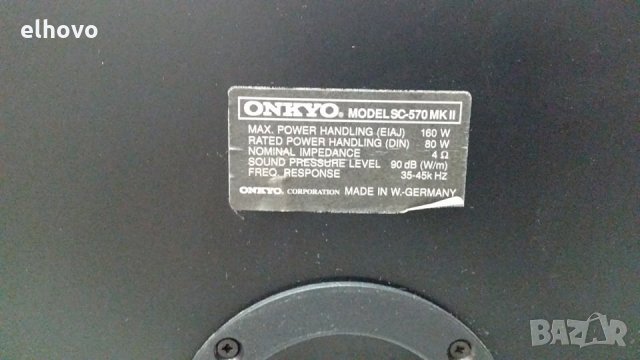 elhovo
ONKYO® MODEL SC-570 MK II
MAX. POWER HANDLING (EIAJ) 160 W
RATED POWER HANDLING (DIN) 80 W
NOMINAL IMPEDANCE 4 Ω
SOUND PRESSURE LEVEL 90 dB (W/m)
FREQ. RESPONSE 35-45k HZ
ONKYO. CORPORATION MADE IN W.-GERMANY
BAZAR